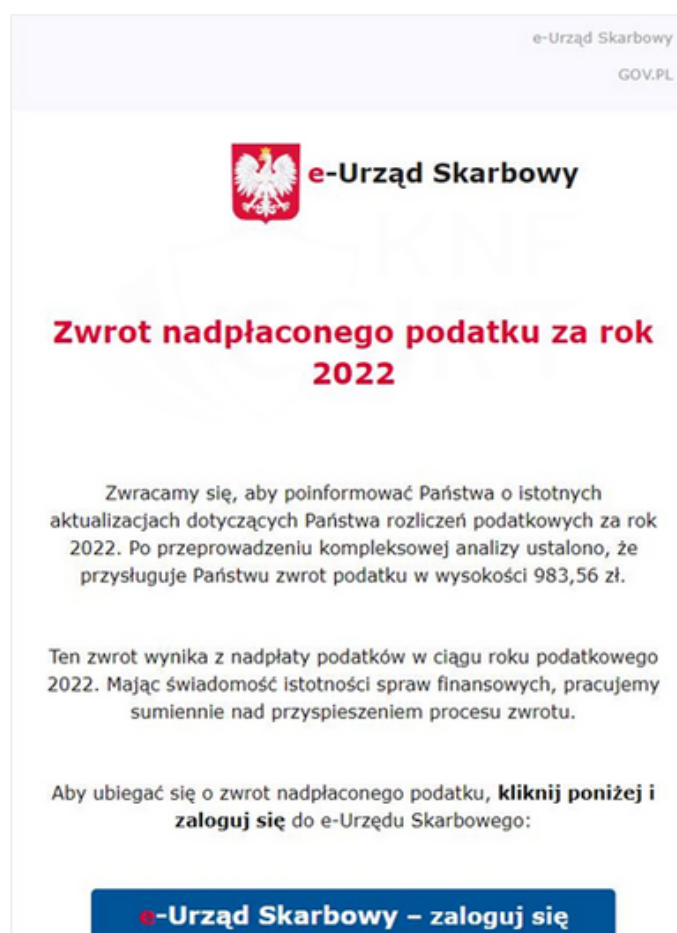 e-Urząd Skarbowy
GOV.PL
e-Urząd Skarbowy
KNF
CSIRT
Zwrot nadpłaconego podatku za rok
2022
Zwracamy się, aby poinformować Państwa o istotnych
aktualizacjach dotyczących Państwa rozliczeń podatkowych za rok
2022. Po przeprowadzeniu kompleksowej analizy ustalono, że
przysługuje Państwu zwrot podatku w wysokości 983,56 zł.
Ten zwrot wynika z nadpłaty podatków w ciągu roku podatkowego
2022. Mając świadomość istotności spraw finansowych, pracujemy
sumiennie nad przyspieszeniem procesu zwrotu.
Aby ubiegać się o zwrot nadpłaconego podatku, kliknij poniżej i
zaloguj się do e-Urzędu Skarbowego:
e-Urząd Skarbowy – zaloguj się